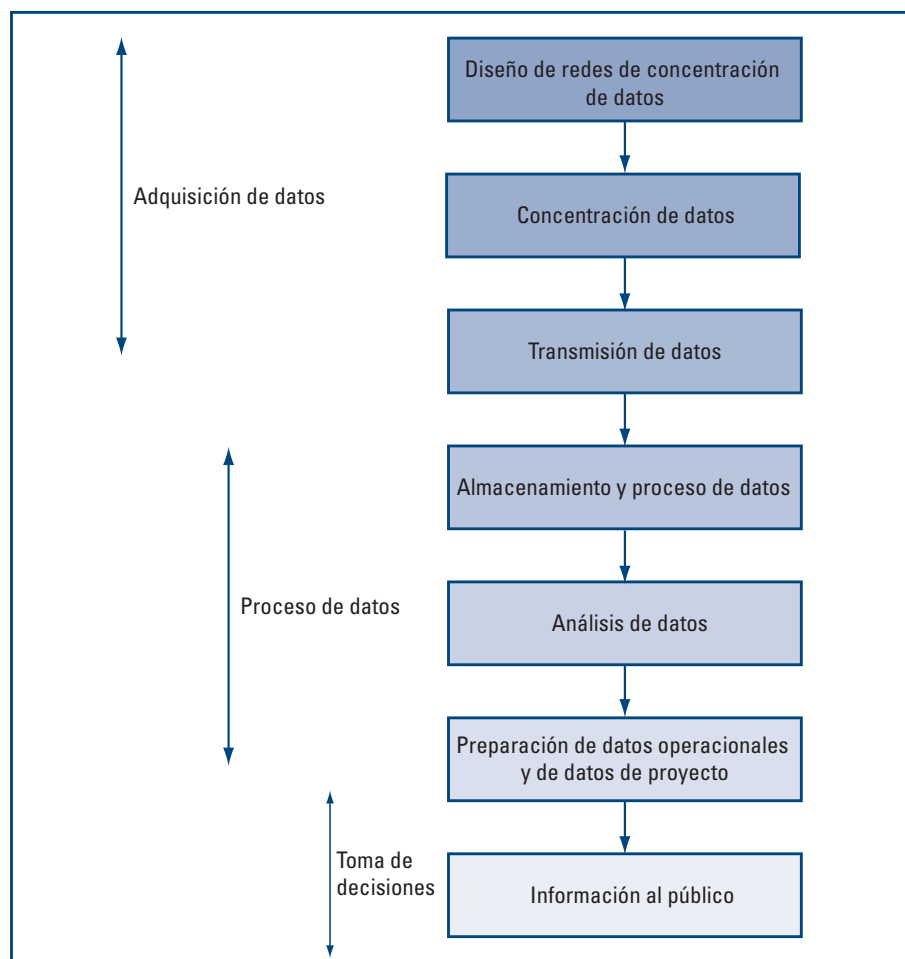 Diseño de redes de concentración
de datos
Adquisición de datos
Concentración de datos
Transmisión de datos
Almacenamiento y proceso de datos
Proceso de datos
Análisis de datos
Preparación de datos operacionales
y de datos de proyecto
Toma de
decisiones
Información al público